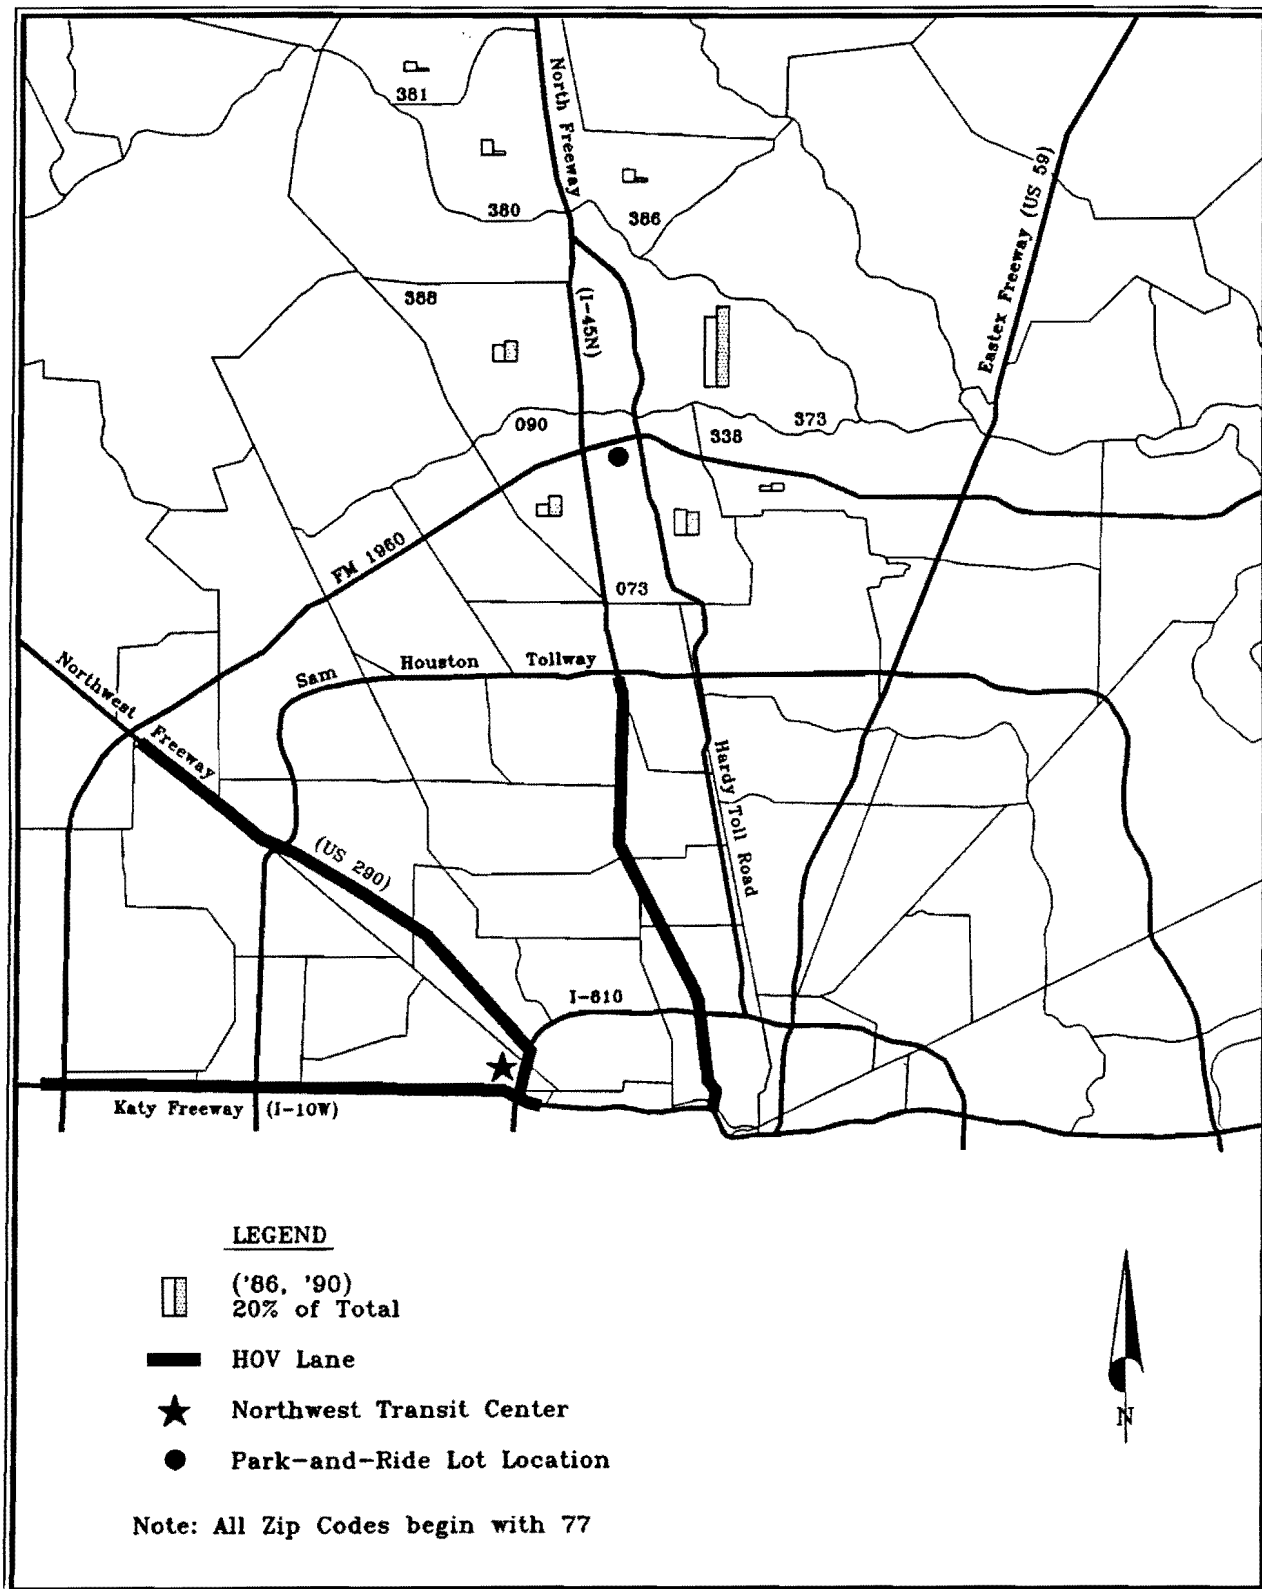 381
North Freeway
380
386
Eastex Freeway (US 59)
388
(I-45N)
090
338
373
FM 1960
073
Northwest Freeway
Sam Houston Tollway
Hardy Toll Road
(US 290)
I-610
Katy Freeway (I-10W)
LEGEND
('86, '90)
20% of Total
HOV Lane
Northwest Transit Center
Park-and-Ride Lot Location
N
Note: All Zip Codes begin with 77